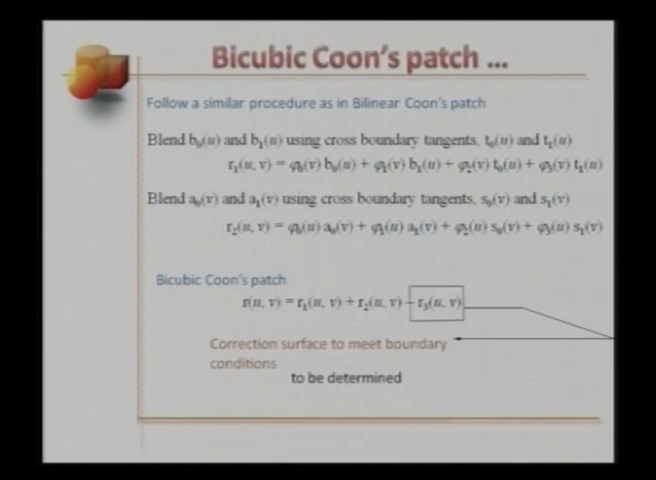 Bicubic Coon's patch ...
Follow a similar procedure as in Bilinear Coon's patch
Blend b₀(u) and b₁(u) using cross boundary tangents, t₀(u) and t₁(u)
r₁(u, v) = φ₀(v) b₀(u) + φ₁(v) b₁(u) + φ₂(v) t₀(u) + φ₃(v) t₁(u)
Blend a₀(v) and a₁(v) using cross boundary tangents, s₀(v) and s₁(v)
r₂(u, v) = φ₀(u) a₀(v) + φ₁(u) a₁(v) + φ₂(u) s₀(v) + φ₃(u) s₁(v)
Bicubic Coon's patch
r(u, v) = r₁(u, v) + r₂(u, v) – r₃(u, v)
Correction surface to meet boundary
conditions
to be determined